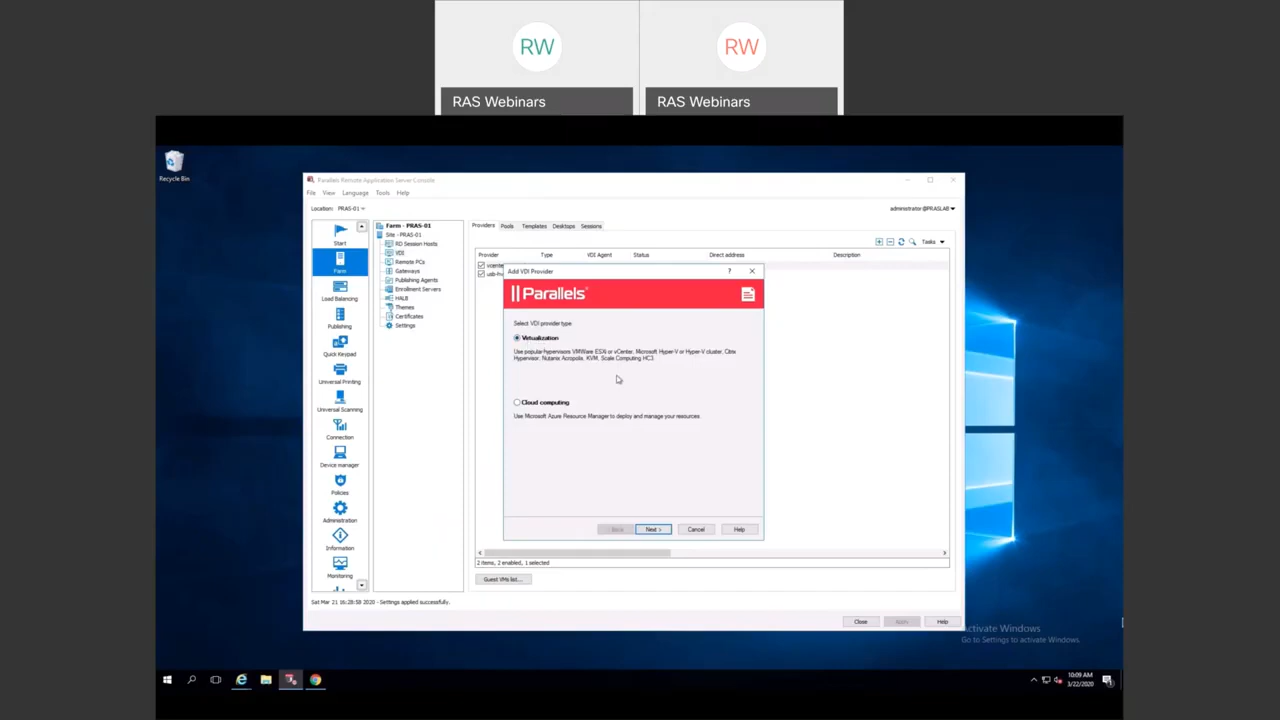 RW
RW
RAS Webinars
RAS Webinars
Recycle Bin
Parallels Remote Application Server Console
File View Language Tools Help
Location: PRAS-01
administrator@PRASLAB
Start
Farm
Load Balancing
Publishing
Quick Keypad
Universal Printing
Universal Scanning
Connection
Device manager
Policies
Administration
Information
Monitoring
Farm - PRAS-01
Site - PRAS-01
RD Session Hosts
VDI
Remote PCs
Gateways
Publishing Agents
Enrollment Servers
HALB
Themes
Certificates
Settings
Providers Pools Templates Desktops Sessions
Tasks
Provider Type VDI Agent Status Direct address Description
Add VDI Provider
Parallels
Select VDI provider type
Virtualization
Use popular hypervisors VMWare ESXi or vCenter, Microsoft Hyper-V or Hyper-V cluster, Citrix
Hypervisor, Nutanix Acropolis, KVM, Scale Computing HC3.
Cloud computing
Use Microsoft Azure Resource Manager to deploy and manage your resources.
Back Next > Cancel Help
2 items, 2 enabled, 1 selected
Guest VMs list...
Sat Mar 21 16:28:58 2020 - Settings applied successfully.
Close Apply Help
Activate Windows
Go to Settings to activate Windows.
10:09 AM
3/22/2020